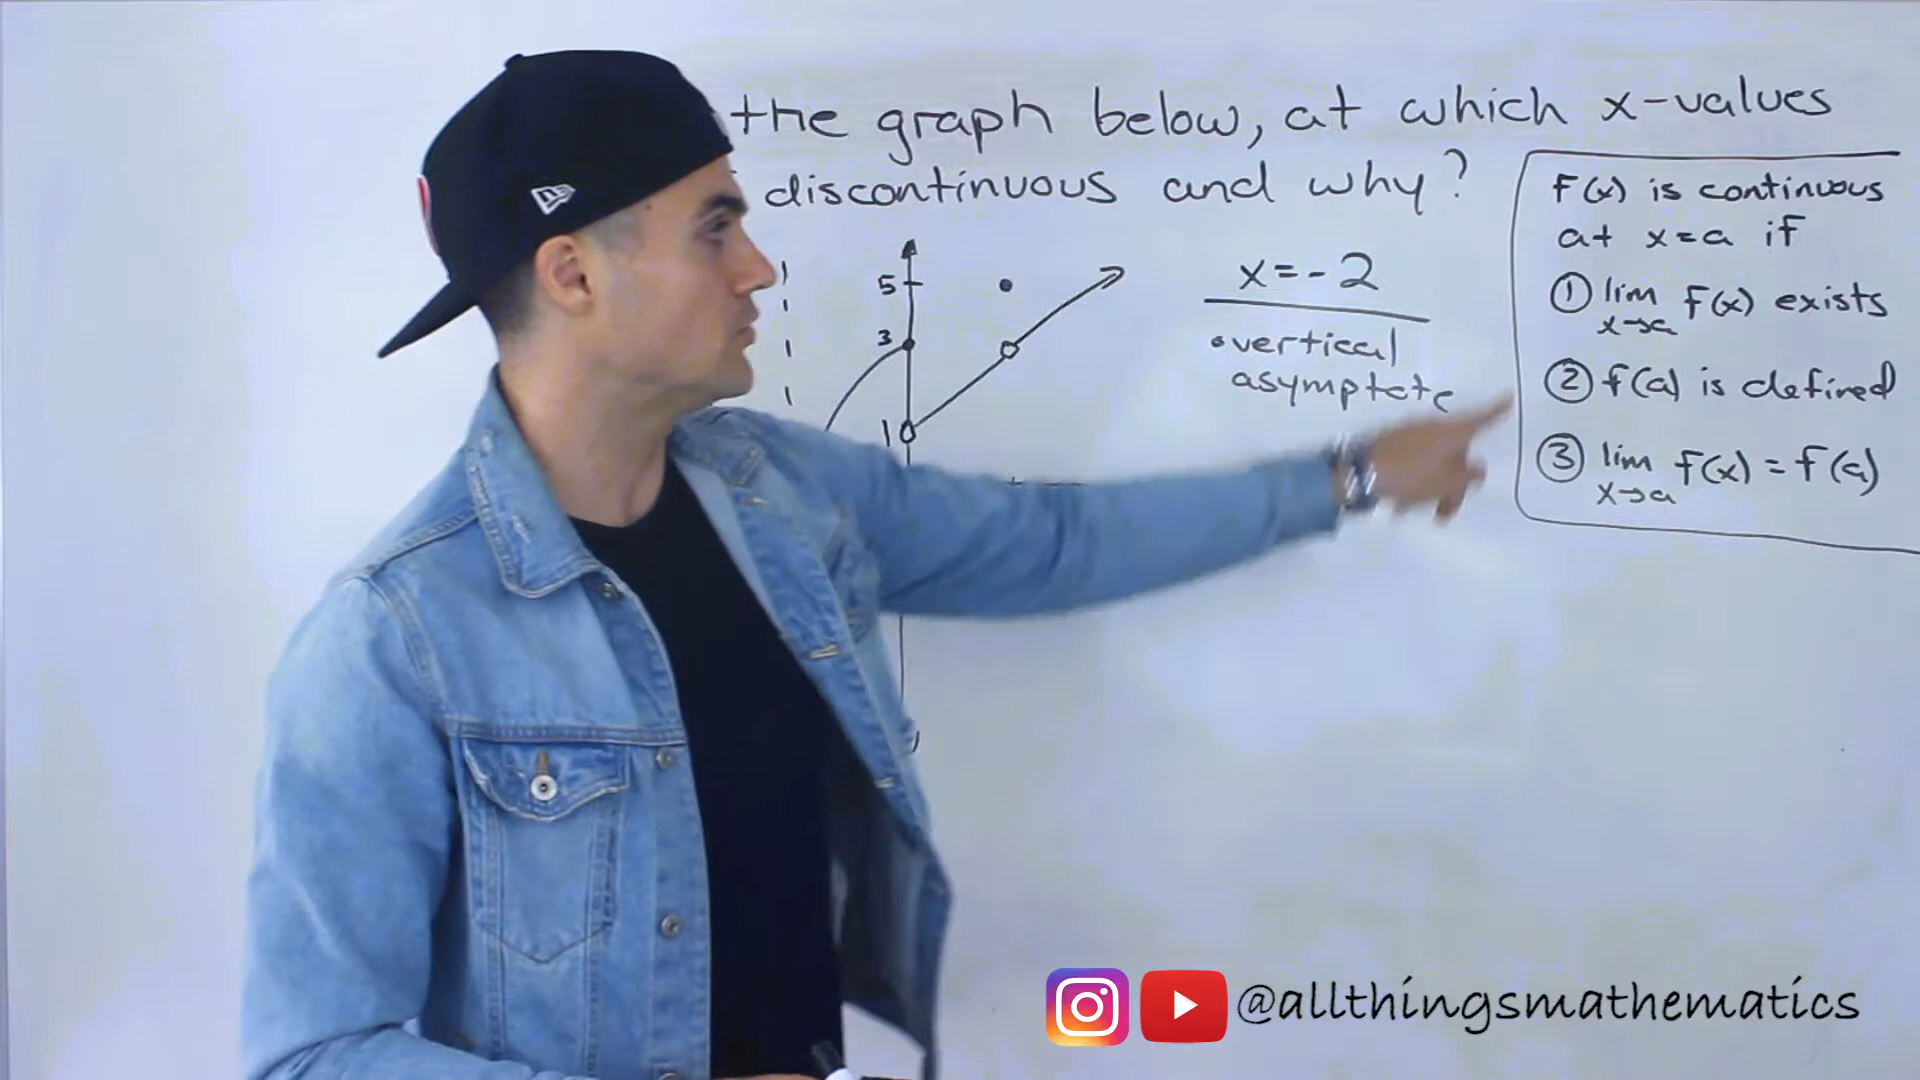 the graph below, at which x-values
discontinuous and why?
5
3
1
x=-2
• vertical
asymptote
f(x) is continuous
at x=a if
① lim f(x) exists
x→a
② f(a) is defined
③ lim f(x) = f(a)
x→a
@allthingsmathematics